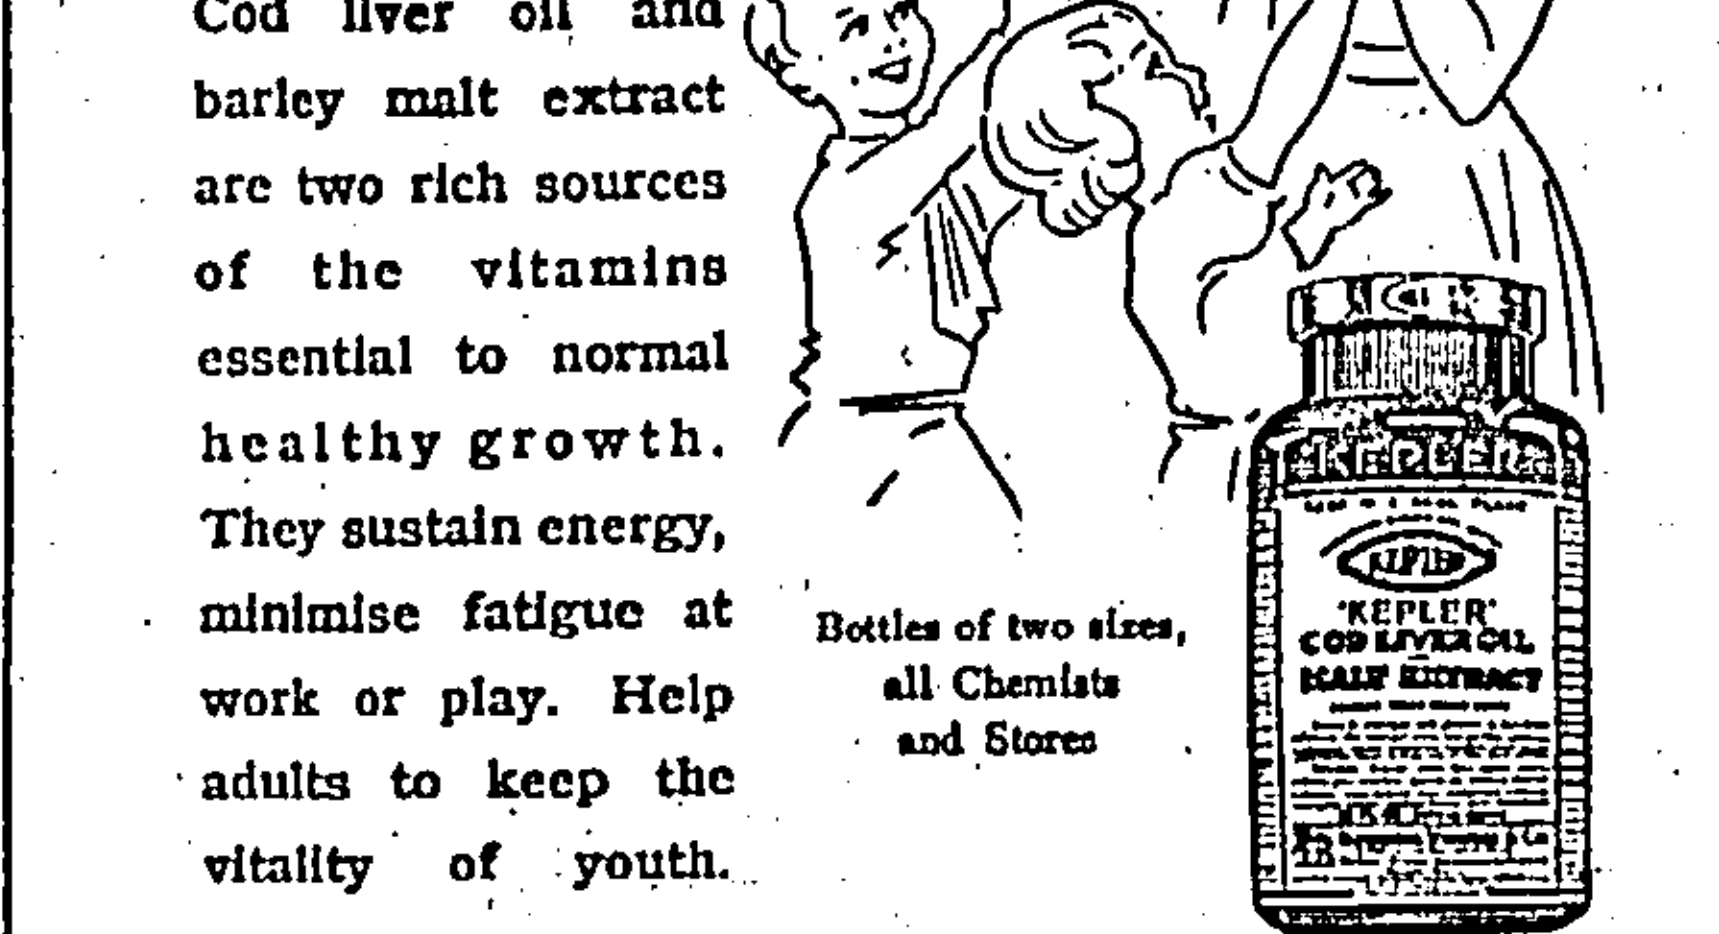 Cod liver oil and
barley malt extract
are two rich sources
of the vitamins
essential to normal
healthy growth.
They sustain energy,
minimise fatigue at
work or play. Help
adults to keep the
vitality of youth.
Bottles of two sizes,
all Chemists
and Stores
KEPLER
'KEPLER'
COD LIVER OIL
MALT EXTRACT